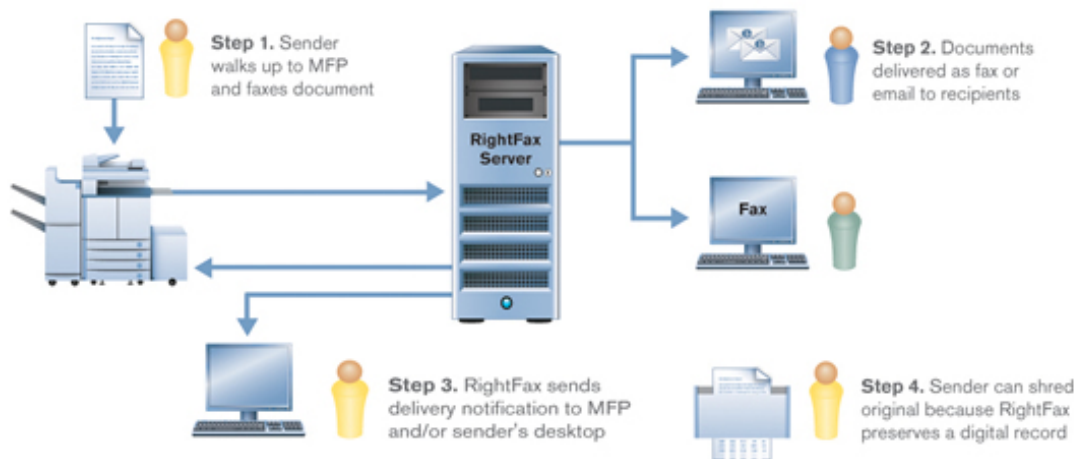 Step 1. Sender
walks up to MFP
and faxes document
RightFax
Server
Step 2. Documents
delivered as fax or
email to recipients
Fax
Step 3. RightFax sends
delivery notification to MFP
and/or sender's desktop
Step 4. Sender can shred
original because RightFax
preserves a digital record